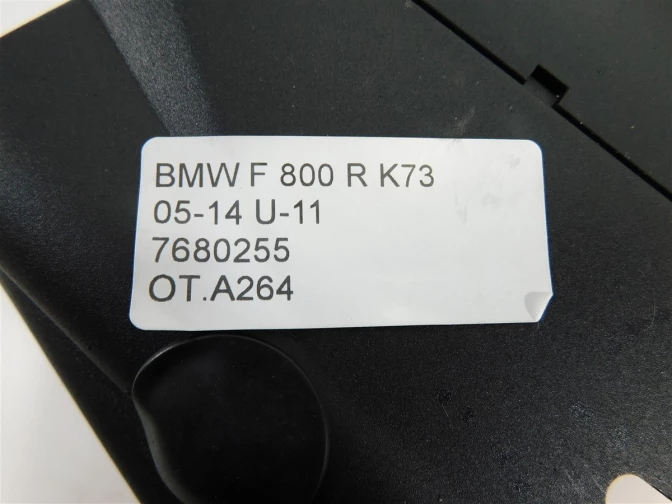 BMW F 800 R K73
05-14 U-11
7680255
OT.A264